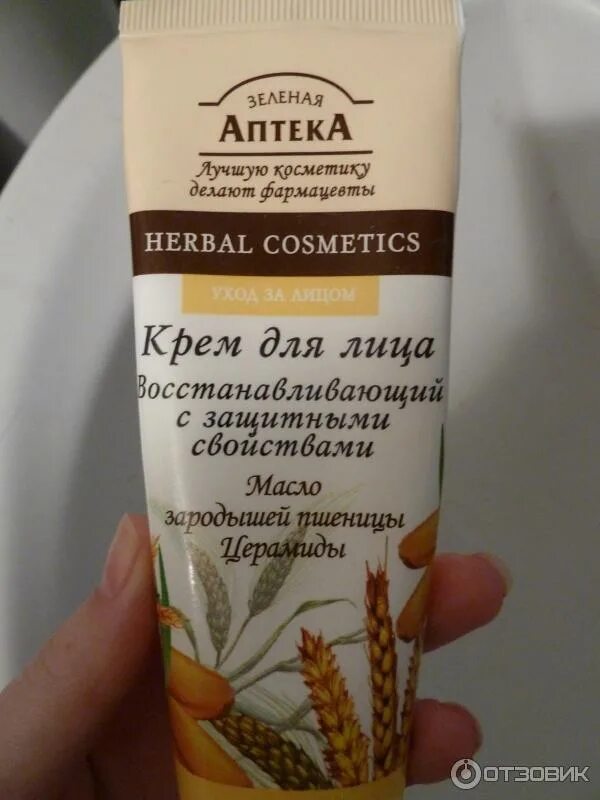 ЗЕЛЕНАЯ
АПТЕКА
Лучшую косметику
делают фармацевты
HERBAL COSMETICS
УХОД ЗА ЛИЦОМ
Крем для лица
Восстанавливающий
с защитными
свойствами
Масло
зародышей пшеницы
Церамиды
ОТЗОВИК